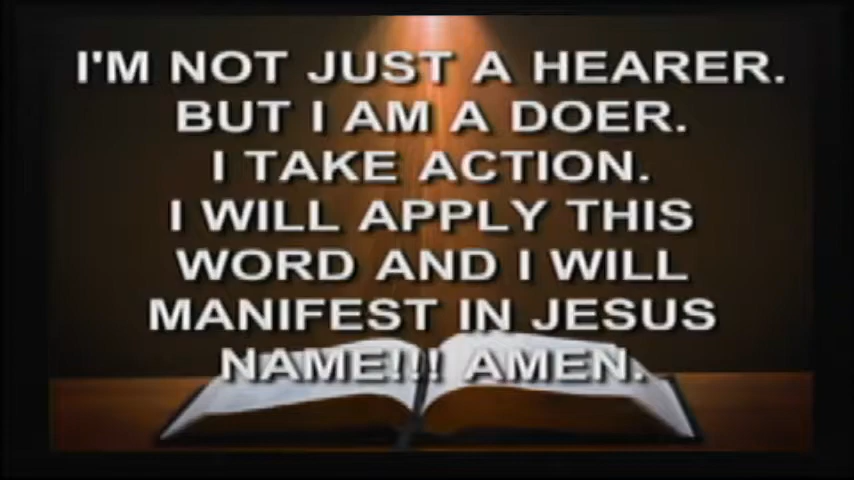 I'M NOT JUST A HEARER.
BUT I AM A DOER.
I TAKE ACTION.
I WILL APPLY THIS
WORD AND I WILL
MANIFEST IN JESUS
NAME!!! AMEN.